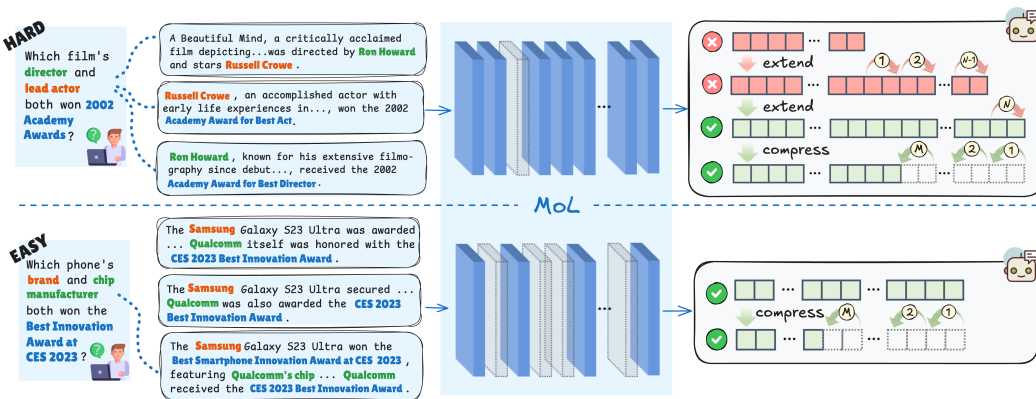 HARD
Which film's
director and
lead actor
both won 2002
Academy
Awards ?
A Beautiful Mind, a critically acclaimed
film depicting...was directed by Ron Howard
and stars Russell Crowe .
Russell Crowe , an accomplished actor with
early life experiences in..., won the 2002
Academy Award for Best Act.
Ron Howard , known for his extensive filmo-
graphy since debut..., received the 2002
Academy Award for Best Director .
...
... 
extend
1 2 N-1
... ...
extend
N
... ...
compress
M 2 1
... ... ...
MoL
EASY
Which phone's
brand and chip
manufacturer
both won the
Best Innovation
Award at
CES 2023 ?
The Samsung Galaxy S23 Ultra was awarded
... Qualcomm itself was honored with the
CES 2023 Best Innovation Award .
The Samsung Galaxy S23 Ultra secured ...
Qualcomm was also awarded the CES 2023
Best Innovation Award .
The Samsung Galaxy S23 Ultra won the
Best Smartphone Innovation Award at CES 2023 ,
featuring Qualcomm's chip ... Qualcomm
received the CES 2023 Best Innovation Award .
...
... ...
compress
M 2 1
... ...